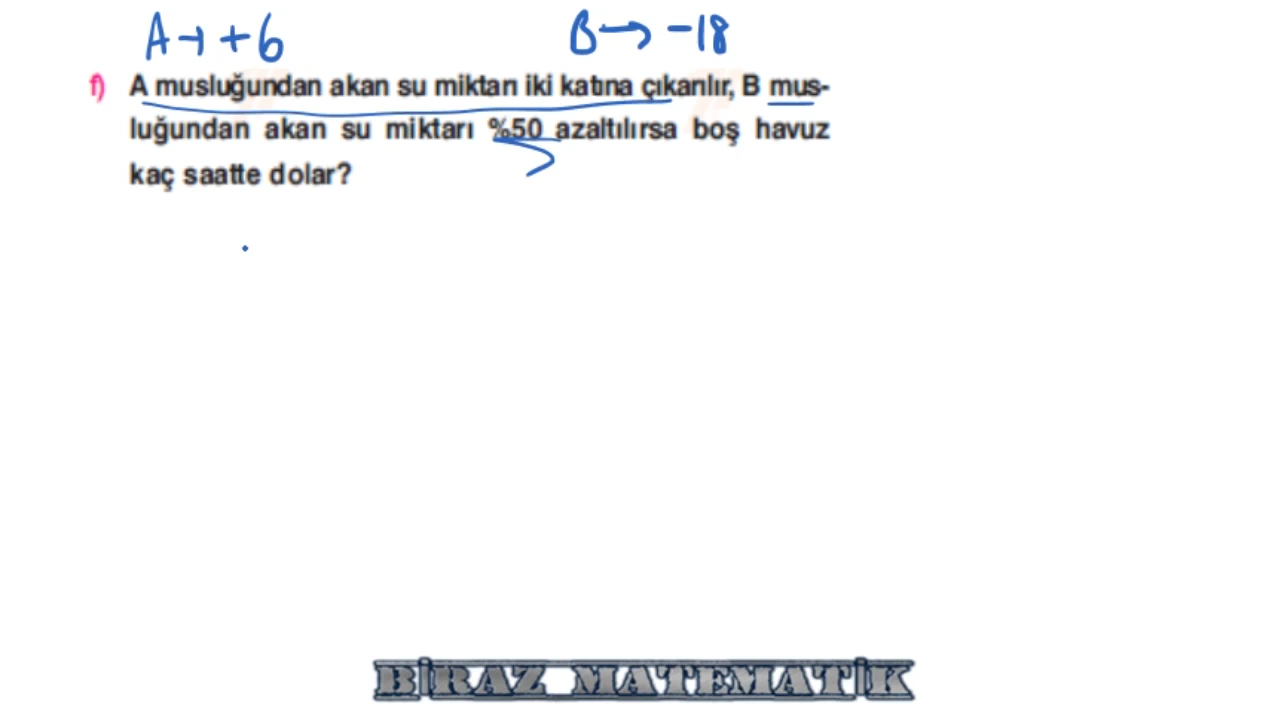 A→+6 B→-18
f) A musluğundan akan su miktarı iki katına çıkarılır, B mus-
luğundan akan su miktarı %50 azaltılırsa boş havuz
kaç saatte dolar?
BİRAZ MATEMATİK